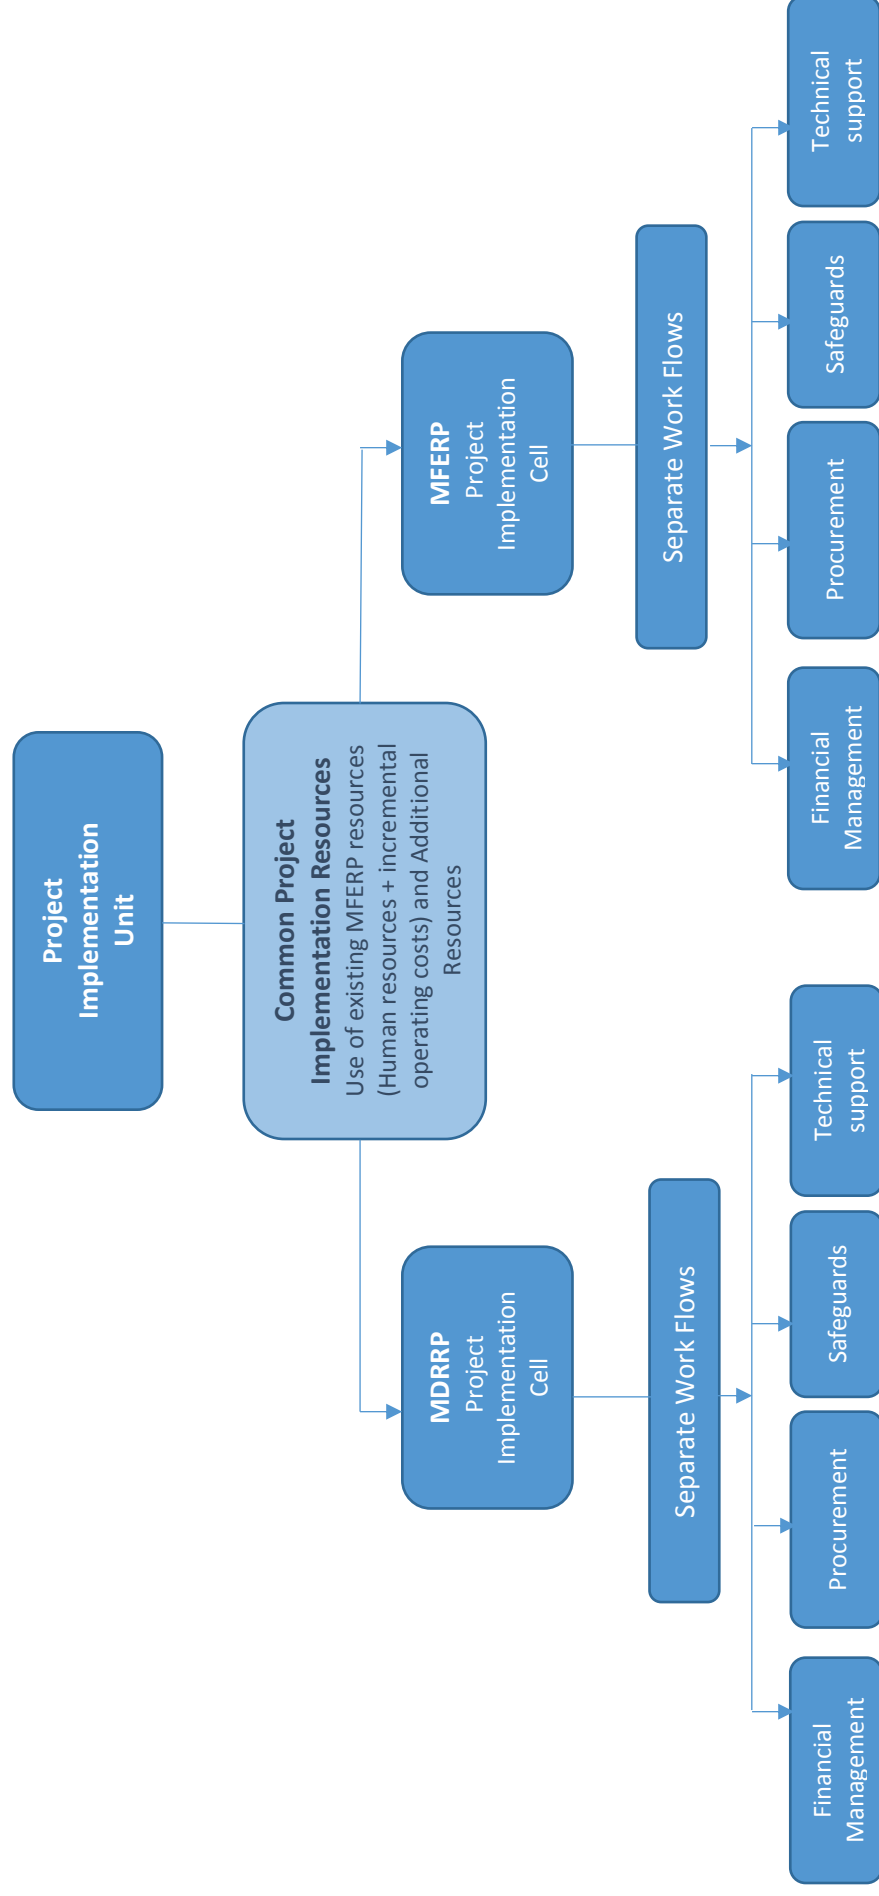 Project
Implementation
Unit
Common Project
Implementation Resources
Use of existing MFERP resources
(Human resources + incremental
operating costs) and Additional
Resources
MDRRP
Project
Implementation
Cell
MFERP
Project
Implementation
Cell
Separate Work Flows
Separate Work Flows
Financial
Management
Procurement
Safeguards
Technical
support
Financial
Management
Procurement
Safeguards
Technical
support